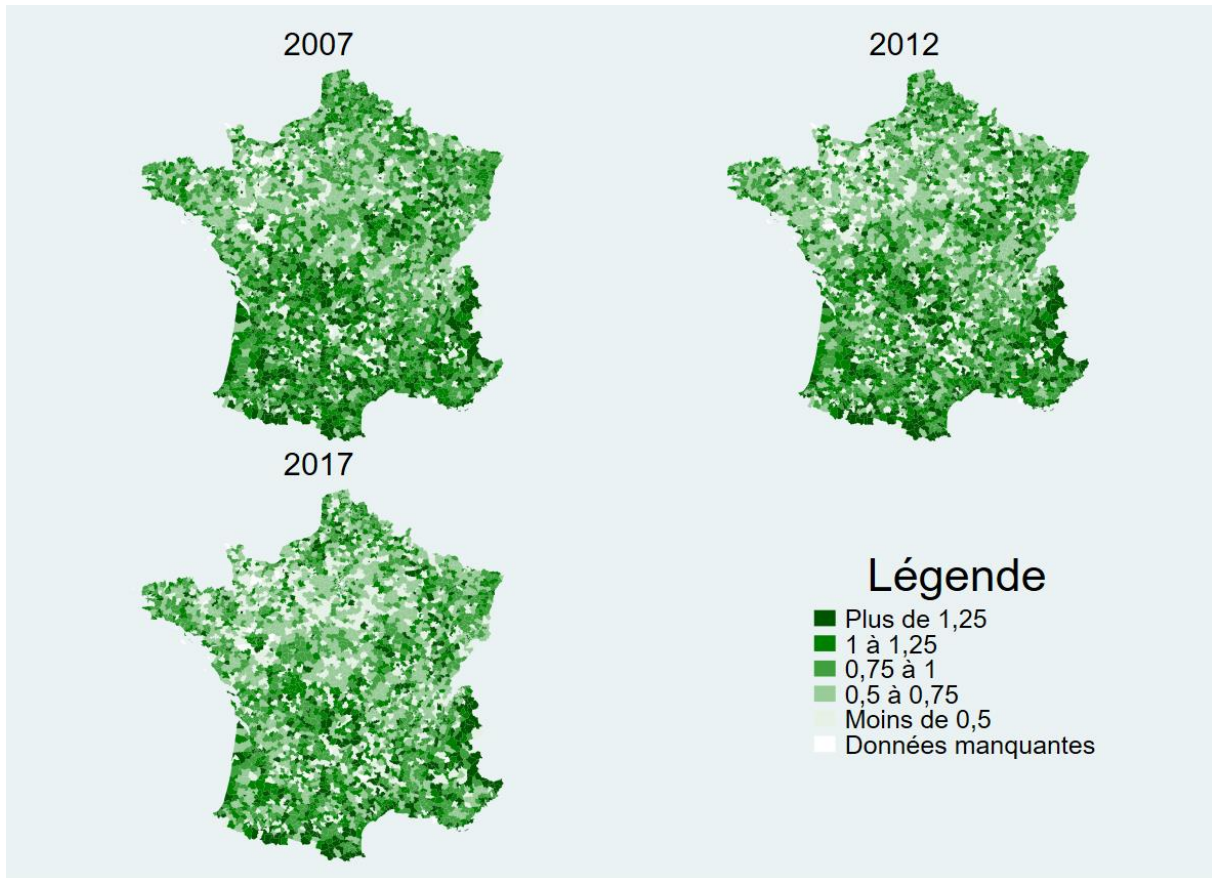 2007
2012
2017
Légende
Plus de 1,25
1 à 1,25
0,75 à 1
0,5 à 0,75
Moins de 0,5
Données manquantes